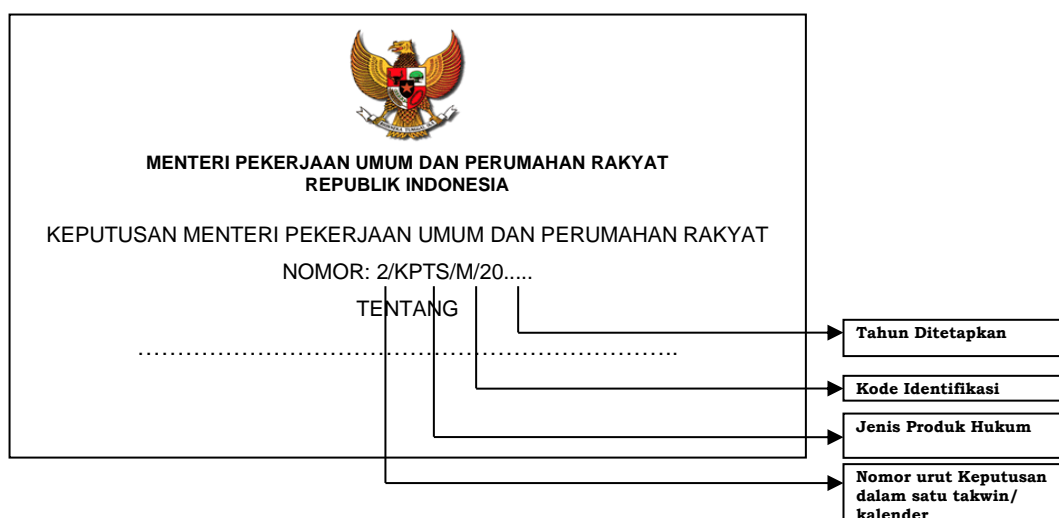 MENTERI PEKERJAAN UMUM DAN PERUMAHAN RAKYAT
REPUBLIK INDONESIA
KEPUTUSAN MENTERI PEKERJAAN UMUM DAN PERUMAHAN RAKYAT
NOMOR: 2/KPTS/M/20.....
TENTANG
……………………………………………………………..
Tahun Ditetapkan
Kode Identifikasi
Jenis Produk Hukum
Nomor urut Keputusan
dalam satu takwin/
kalender